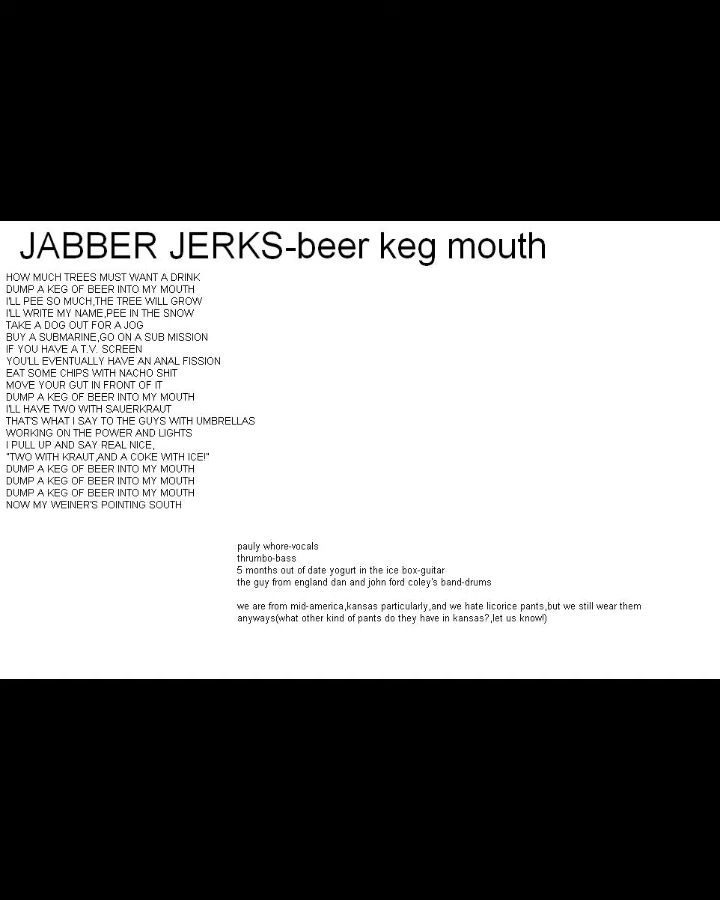 JABBER JERKS-beer keg mouth
HOW MUCH TREES MUST WANT A DRINK
DUMP A KEG OF BEER INTO MY MOUTH
I'LL PEE SO MUCH,THE TREE WILL GROW
I'LL WRITE MY NAME,PEE IN THE SNOW
TAKE A DOG OUT FOR A JOG
BUY A SUBMARINE,GO ON A SUB MISSION
IF YOU HAVE A T.V. SCREEN
YOU'LL EVENTUALLY HAVE AN ANAL FISSION
EAT SOME CHIPS WITH NACHO SHIT
MOVE YOUR GUT IN FRONT OF IT
DUMP A KEG OF BEER INTO MY MOUTH
I'LL HAVE TWO WITH SAUERKRAUT
THAT'S WHAT I SAY TO THE GUYS WITH UMBRELLAS
WORKING ON THE POWER AND LIGHTS
I PULL UP AND SAY REAL NICE,
"TWO WITH KRAUT,AND A COKE WITH ICE!"
DUMP A KEG OF BEER INTO MY MOUTH
DUMP A KEG OF BEER INTO MY MOUTH
DUMP A KEG OF BEER INTO MY MOUTH
NOW MY WEINER'S POINTING SOUTH
pauly whore-vocals
thrumbo-bass
5 months out of date yogurt in the ice box-guitar
the guy from england dan and john ford coley's band-drums
we are from mid-america,kansas particularly,and we hate licorice pants,but we still wear them
anyways(what other kind of pants do they have in kansas?,let us know!)